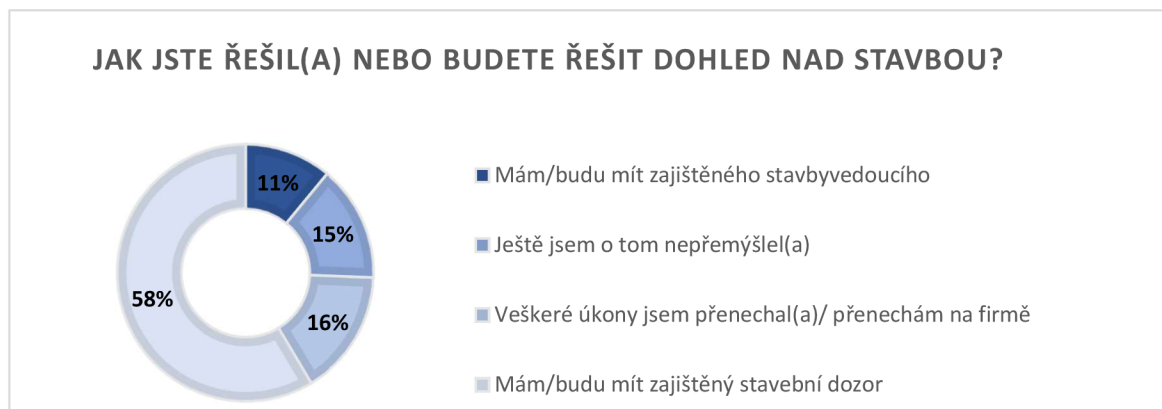 JAK JSTE ŘEŠIL(A) NEBO BUDETE ŘEŠIT DOHLED NAD STAVBOU?
11%
15%
16%
58%
Mám/budu mít zajištěného stavbyvedoucího
Ještě jsem o tom nepřemýšlel(a)
Veškeré úkony jsem přenechal(a)/ přenechám na firmě
Mám/budu mít zajištěný stavební dozor